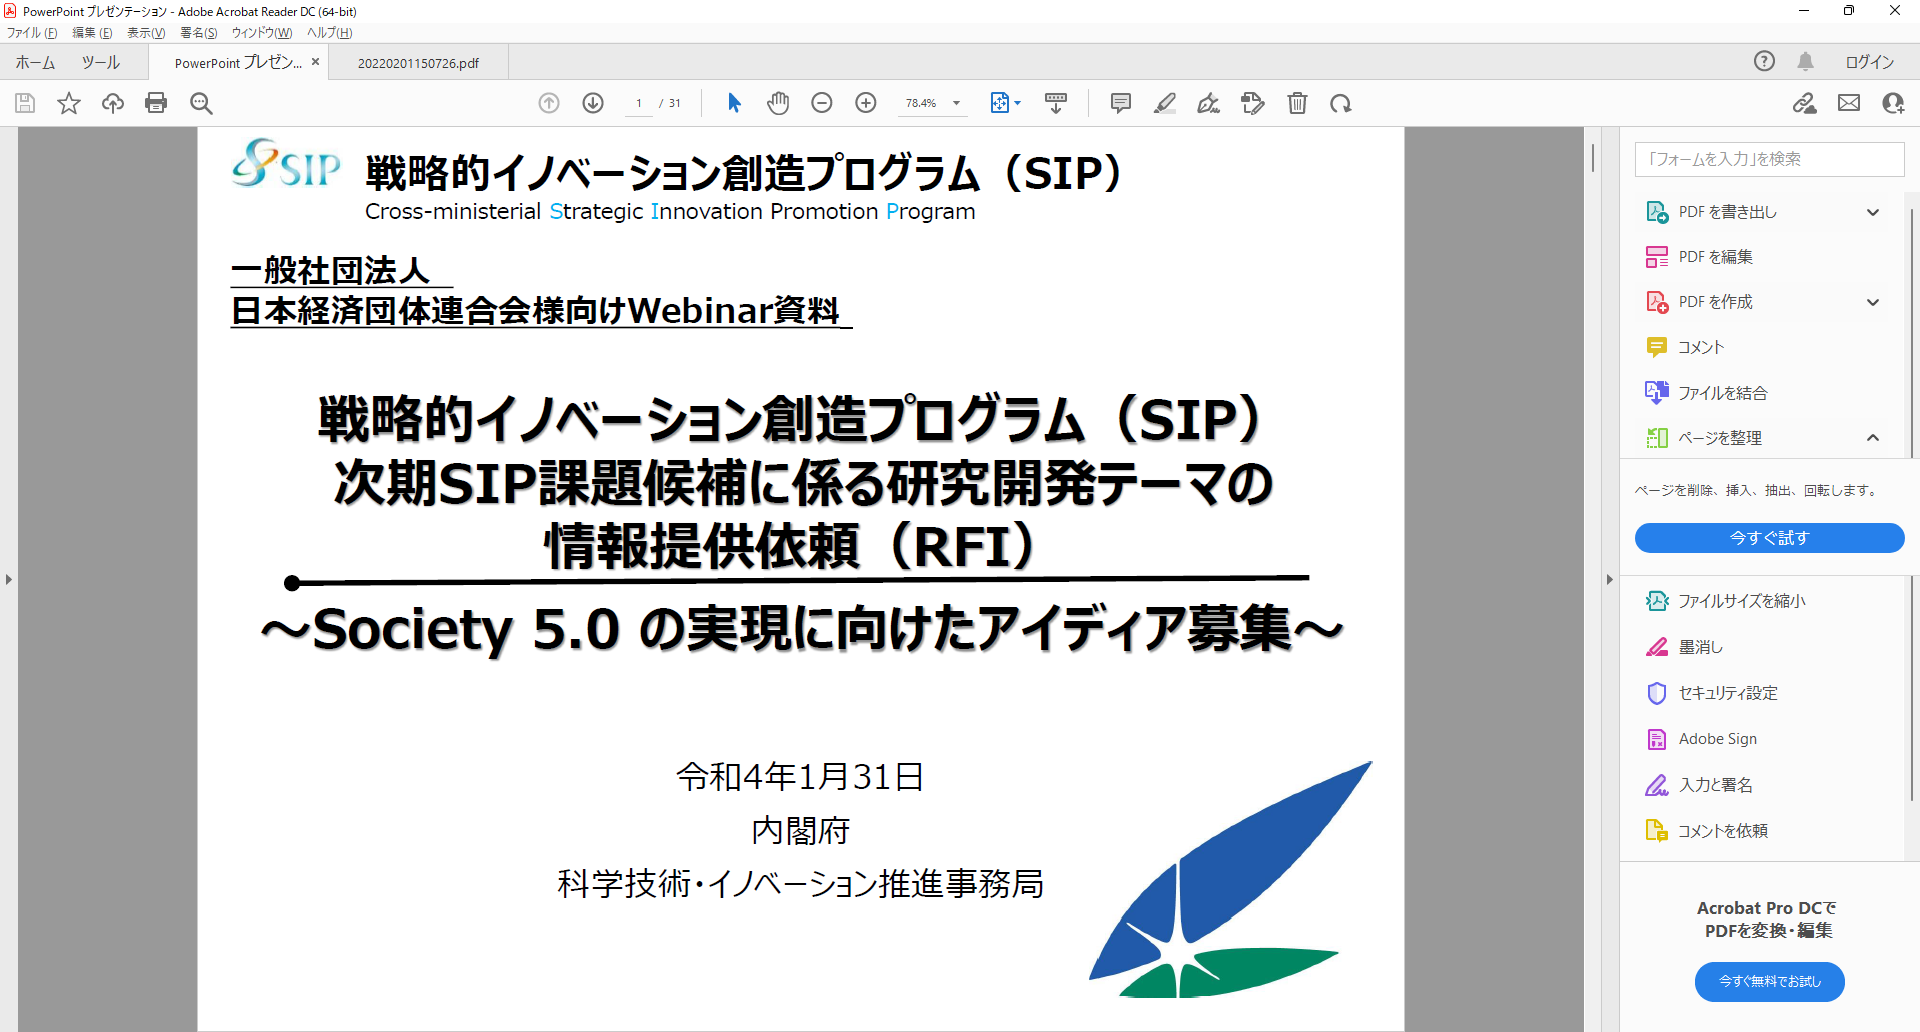 PowerPoint プレゼンテーション - Adobe Acrobat Reader DC (64-bit)
ファイル (F) 編集 (E) 表示(V) 署名(S) ウィンドウ(W) ヘルプ(H)
ホーム ツール PowerPoint プレゼン... × 20220201150726.pdf ログイン
1 / 31 78.4%
SIP
戦略的イノベーション創造プログラム（SIP）
Cross-ministerial Strategic Innovation Promotion Program
一般社団法人
日本経済団体連合会様向けWebinar資料
戦略的イノベーション創造プログラム（SIP）
次期SIP課題候補に係る研究開発テーマの
情報提供依頼（RFI）
～Society 5.0 の実現に向けたアイディア募集～
令和4年1月31日
内閣府
科学技術・イノベーション推進事務局
「フォームを入力」を検索
PDF を書き出し
PDF を編集
PDF を作成
コメント
ファイルを結合
ページを整理
ページを削除、挿入、抽出、回転します。
今すぐ試す
ファイルサイズを縮小
墨消し
セキュリティ設定
Adobe Sign
入力と署名
コメントを依頼
Acrobat Pro DCで
PDFを変換・編集
今すぐ無料でお試し